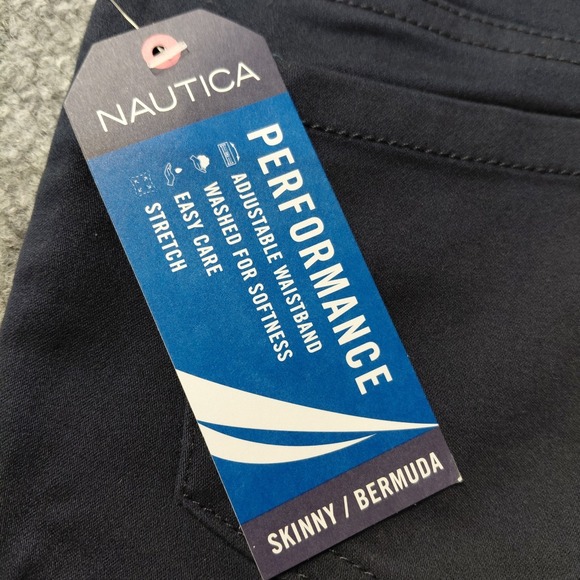 NAUTICA
PERFORMANCE
ADJUSTABLE WAISTBAND
WASHED FOR SOFTNESS
EASY CARE
STRETCH
SKINNY / BERMUDA